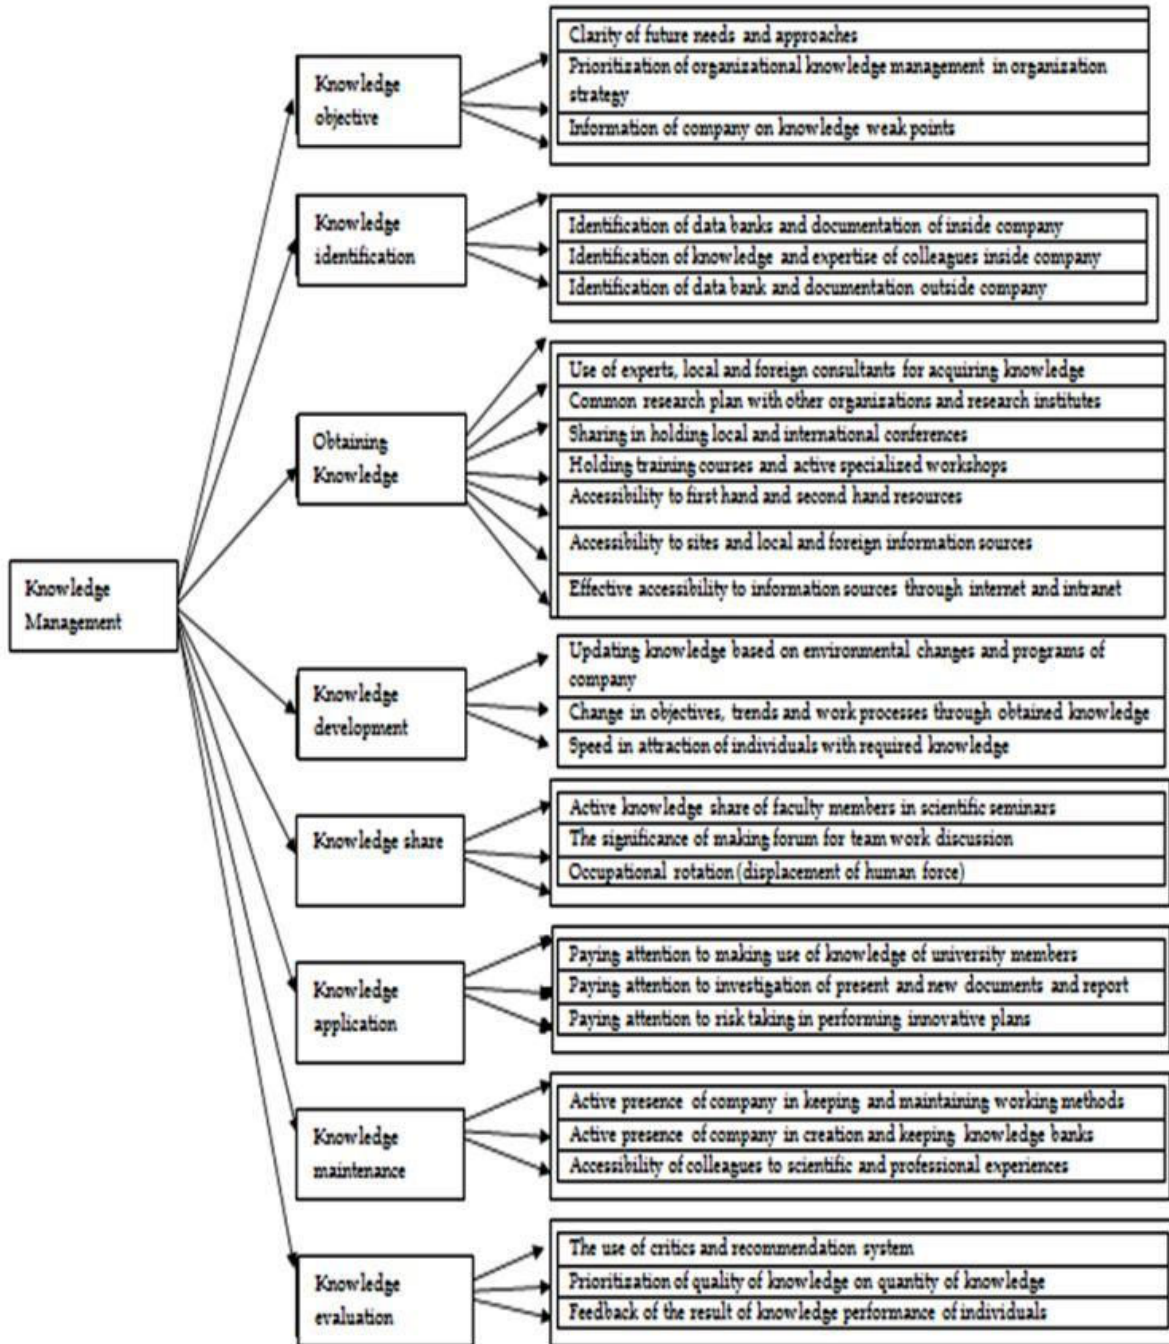 Knowledge
Management
Knowledge
objective
Clarity of future needs and approaches
Prioritization of organizational knowledge management in organization
strategy
Information of company on knowledge weak points
Knowledge
identification
Identification of data banks and documentation of inside company
Identification of knowledge and expertise of colleagues inside company
Identification of data bank and documentation outside company
Obtaining
Knowledge
Use of experts, local and foreign consultants for acquiring knowledge
Common research plan with other organizations and research institutes
Sharing in holding local and international conferences
Holding training courses and active specialized workshops
Accessibility to first hand and second hand resources
Accessibility to sites and local and foreign information sources
Effective accessibility to information sources through internet and intranet
Knowledge
development
Updating knowledge based on environmental changes and programs of
company
Change in objectives, trends and work processes through obtained knowledge
Speed in attraction of individuals with required knowledge
Knowledge share
Active knowledge share of faculty members in scientific seminars
The significance of making forum for team work discussion
Occupational rotation (displacement of human force)
Knowledge
application
Paying attention to making use of knowledge of university members
Paying attention to investigation of present and new documents and report
Paying attention to risk taking in performing innovative plans
Knowledge
maintenance
Active presence of company in keeping and maintaining working methods
Active presence of company in creation and keeping knowledge banks
Accessibility of colleagues to scientific and professional experiences
Knowledge
evaluation
The use of critics and recommendation system
Prioritization of quality of knowledge on quantity of knowledge
Feedback of the result of knowledge performance of individuals